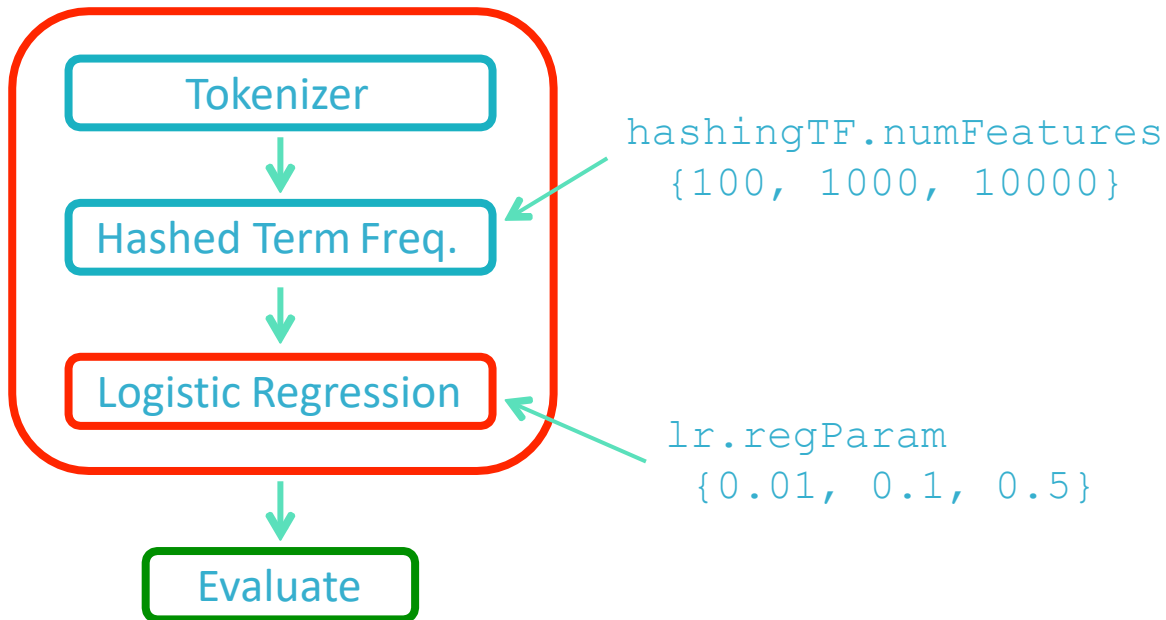 Tokenizer
hashingTF.numFeatures
{100, 1000, 10000}
Hashed Term Freq.
Logistic Regression
lr.regParam
{0.01, 0.1, 0.5}
Evaluate